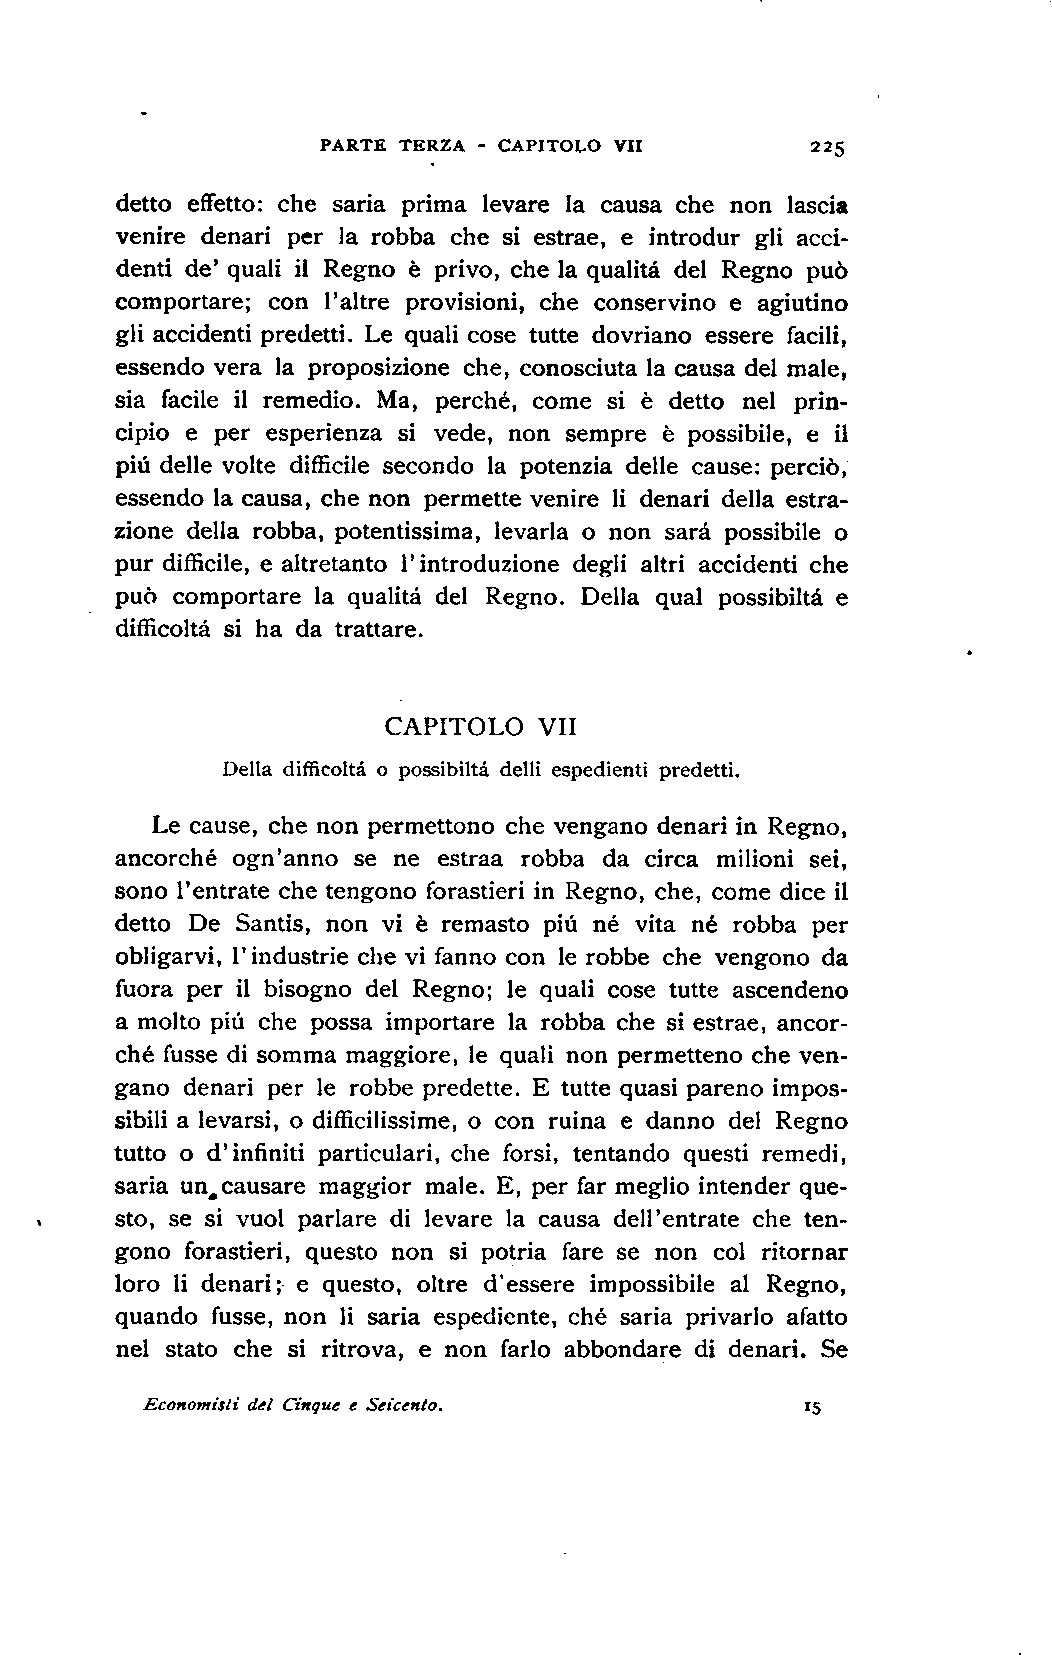 PARTE TERZA - CAPITOLO VII 225
detto effetto: che saria prima levare la causa che non lascia
venire denari per la robba che si estrae, e introdur gli acci-
denti de' quali il Regno è privo, che la qualitá del Regno può
comportare; con l'altre provisioni, che conservino e agiutino
gli accidenti predetti. Le quali cose tutte dovriano essere facili,
essendo vera la proposizione che, conosciuta la causa del male,
sia facile il remedio. Ma, perché, come si è detto nel prin-
cipio e per esperienza si vede, non sempre è possibile, e il
piú delle volte difficile secondo la potenzia delle cause: perciò,
essendo la causa, che non permette venire li denari della estra-
zione della robba, potentissima, levarla o non sará possibile o
pur difficile, e altretanto l'introduzione degli altri accidenti che
può comportare la qualitá del Regno. Della qual possibiltá e
difficoltá si ha da trattare.
CAPITOLO VII
Della difficoltá o possibiltá delli espedienti predetti.
Le cause, che non permettono che vengano denari in Regno,
ancorché ogn'anno se ne estraa robba da circa milioni sei,
sono l'entrate che tengono forastieri in Regno, che, come dice il
detto De Santis, non vi è remasto piú né vita né robba per
obligarvi, l'industrie che vi fanno con le robbe che vengono da
fuora per il bisogno del Regno; le quali cose tutte ascendeno
a molto piú che possa importare la robba che si estrae, ancor-
ché fusse di somma maggiore, le quali non permetteno che ven-
gano denari per le robbe predette. E tutte quasi pareno impos-
sibili a levarsi, o difficilissime, o con ruina e danno del Regno
tutto o d'infiniti particulari, che forsi, tentando questi remedi,
saria un causare maggior male. E, per far meglio intender que-
sto, se si vuol parlare di levare la causa dell'entrate che ten-
gono forastieri, questo non si potria fare se non col ritornar
loro li denari; e questo, oltre d'essere impossibile al Regno,
quando fusse, non li saria espediente, ché saria privarlo afatto
nel stato che si ritrova, e non farlo abbondare di denari. Se
Economisti del Cinque e Seicento. 15